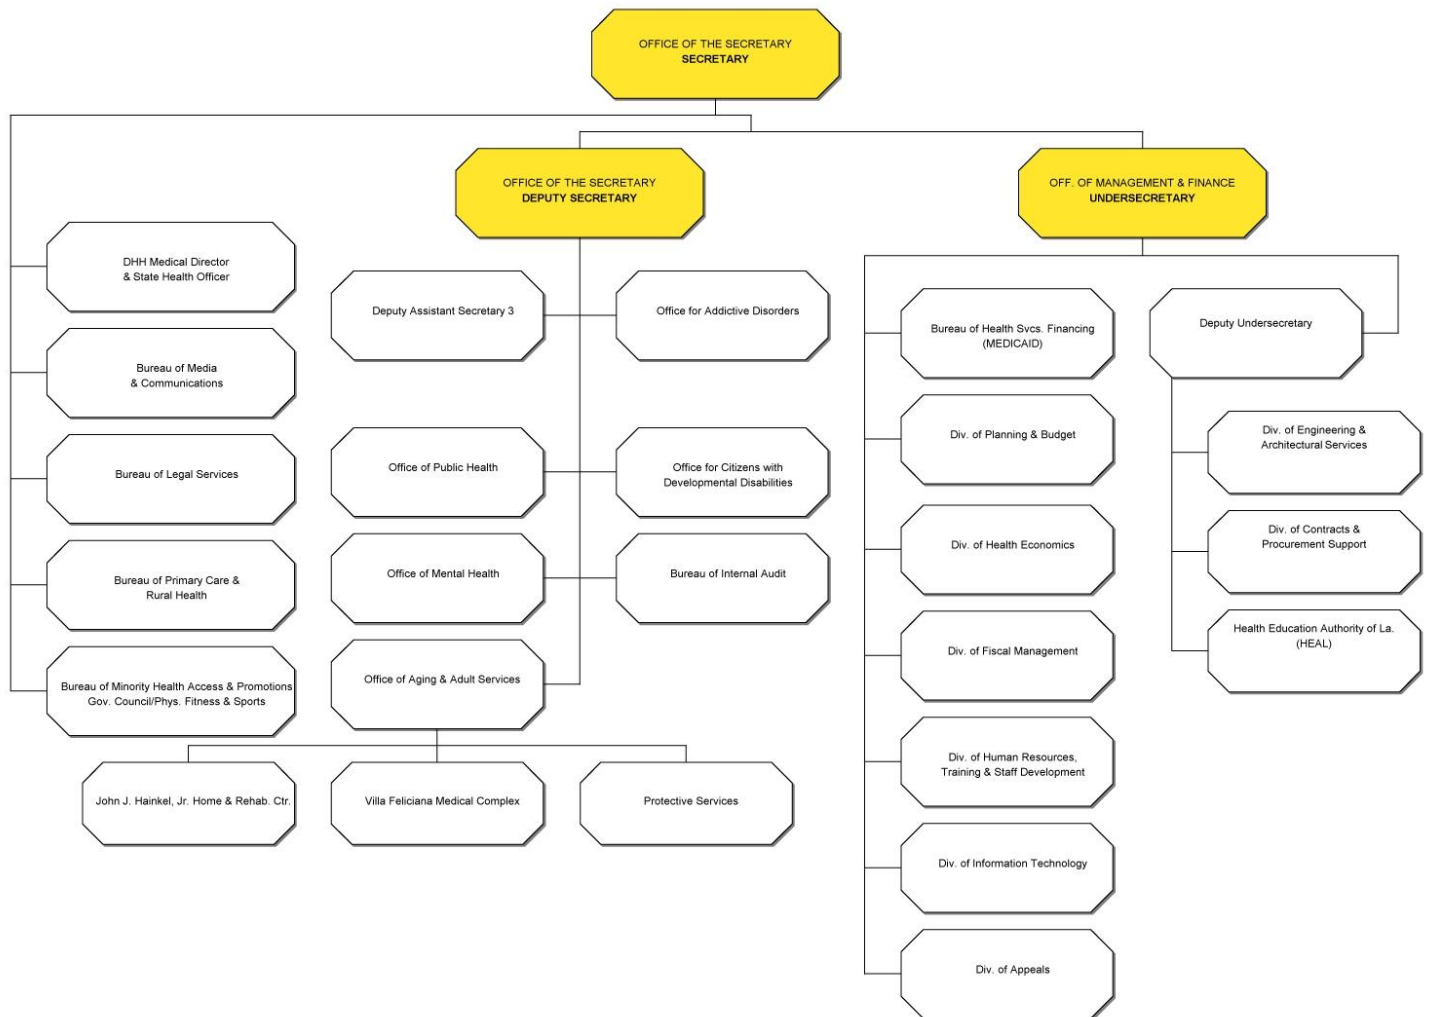 OFFICE OF THE SECRETARY
SECRETARY
OFFICE OF THE SECRETARY
DEPUTY SECRETARY
OFF. OF MANAGEMENT & FINANCE
UNDERSECRETARY
DHH Medical Director
& State Health Officer
Bureau of Media
& Communications
Bureau of Legal Services
Bureau of Primary Care &
Rural Health
Bureau of Minority Health Access & Promotions
Gov. Council/Phys. Fitness & Sports
Deputy Assistant Secretary 3
Office for Addictive Disorders
Office of Public Health
Office for Citizens with
Developmental Disabilities
Office of Mental Health
Bureau of Internal Audit
Office of Aging & Adult Services
John J. Hainkel, Jr. Home & Rehab. Ctr.
Villa Feliciana Medical Complex
Protective Services
Bureau of Health Svcs. Financing
(MEDICAID)
Div. of Planning & Budget
Div. of Health Economics
Div. of Fiscal Management
Div. of Human Resources,
Training & Staff Development
Div. of Information Technology
Div. of Appeals
Deputy Undersecretary
Div. of Engineering &
Architectural Services
Div. of Contracts &
Procurement Support
Health Education Authority of La.
(HEAL)